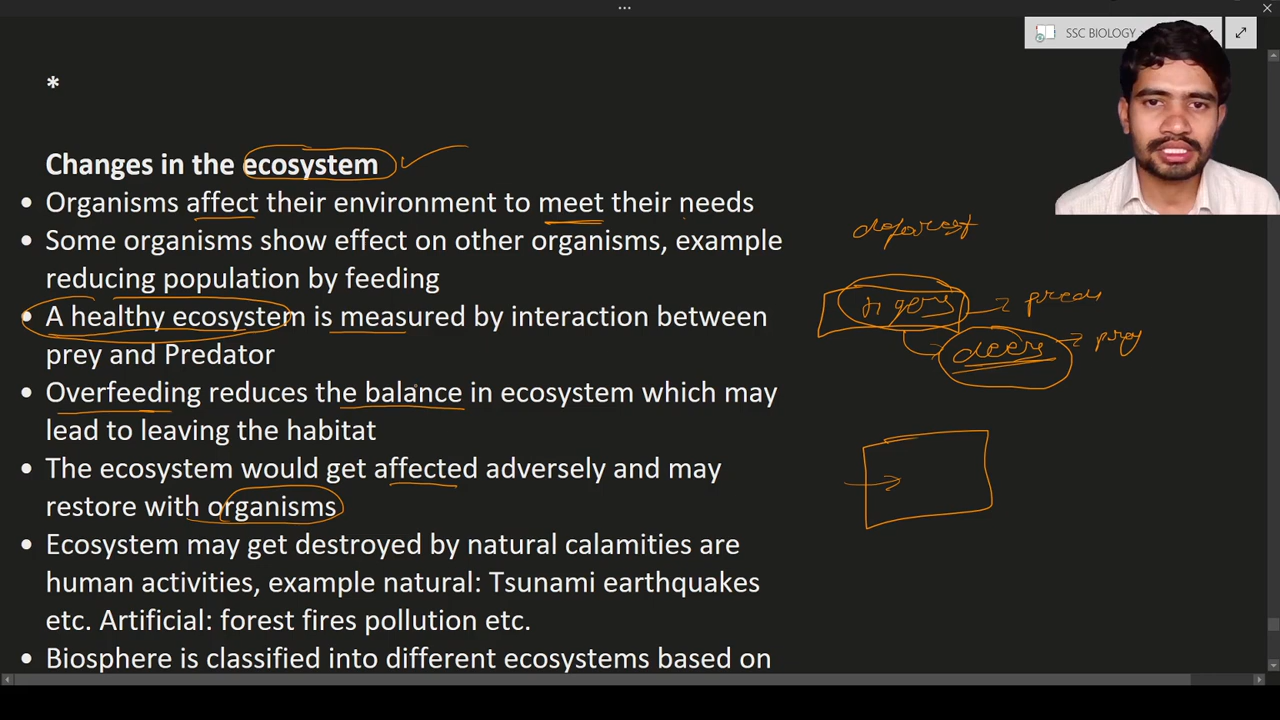 SSC BIOLOGY
*
Changes in the ecosystem
• Organisms affect their environment to meet their needs
• Some organisms show effect on other organisms, example
reducing population by feeding
• A healthy ecosystem is measured by interaction between
prey and Predator
• Overfeeding reduces the balance in ecosystem which may
lead to leaving the habitat
• The ecosystem would get affected adversely and may
restore with organisms
• Ecosystem may get destroyed by natural calamities are
human activities, example natural: Tsunami earthquakes
etc. Artificial: forest fires pollution etc.
• Biosphere is classified into different ecosystems based on
deforest
tigers
deers
prey